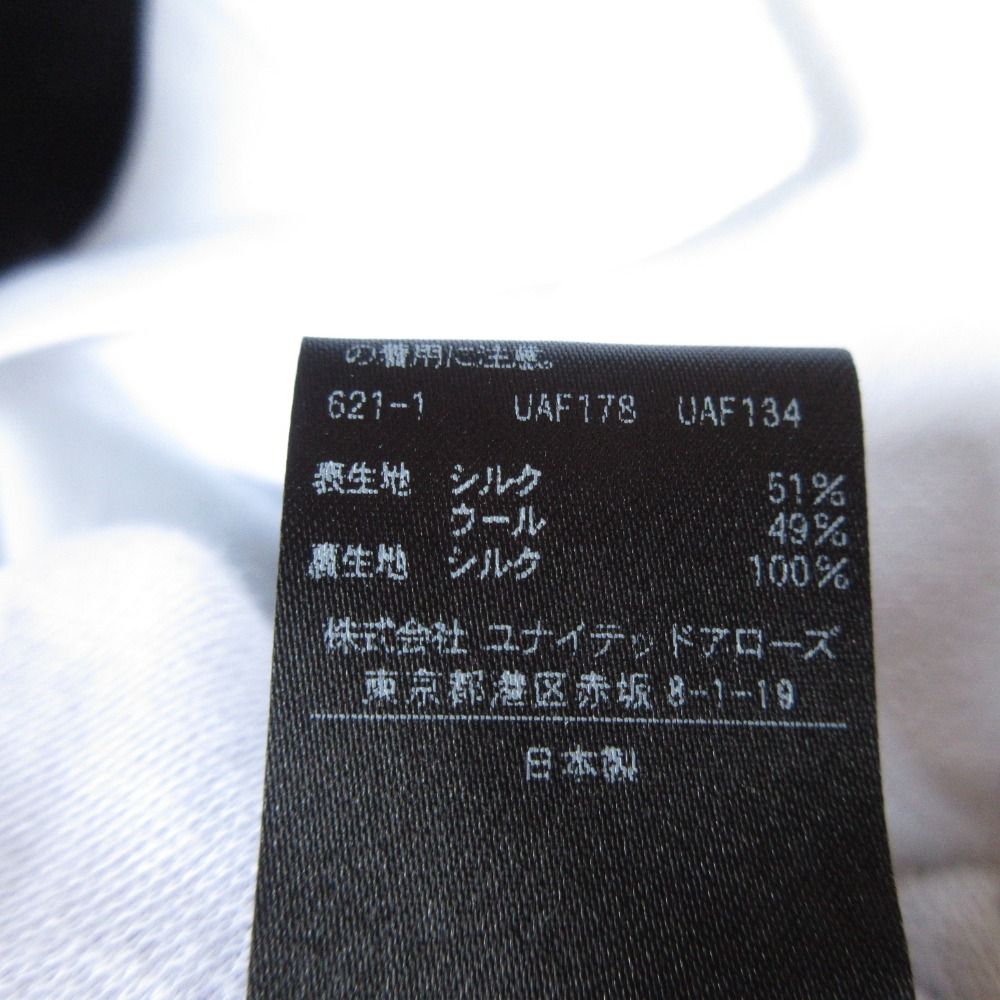 の着用に注意。
621-1 UAF178 UAF134
表生地 シルク 51%
ウール 49%
裏生地 シルク 100%
株式会社 ユナイテッドアローズ
東京都港区赤坂 8-1-19
日本製